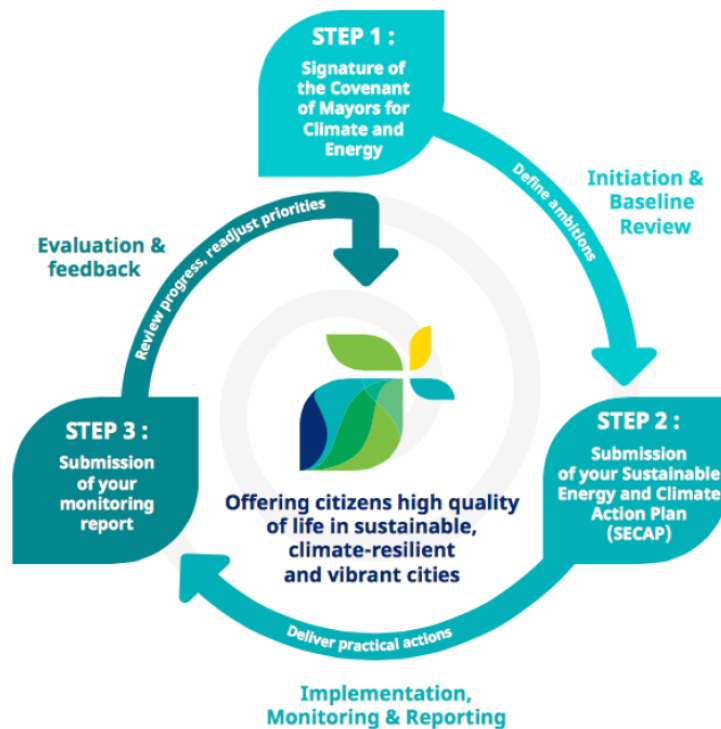 STEP 1 :
Signature of
the Covenant
of Mayors for
Climate and
Energy
Define ambitions
Initiation &
Baseline
Review
STEP 2 :
Submission
of your Sustainable
Energy and Climate
Action Plan
(SECAP)
Deliver practical actions
Implementation,
Monitoring & Reporting
STEP 3 :
Submission
of your
monitoring
report
Review progress, readjust priorities
Evaluation &
feedback
Offering citizens high quality
of life in sustainable,
climate-resilient
and vibrant cities